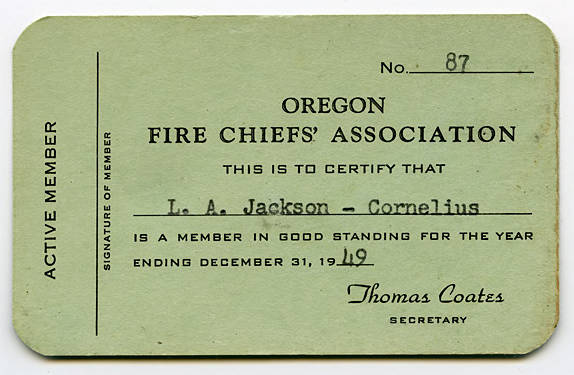 No. 87
OREGON
FIRE CHIEFS' ASSOCIATION
THIS IS TO CERTIFY THAT
L. A. Jackson - Cornelius
IS A MEMBER IN GOOD STANDING FOR THE YEAR
ENDING DECEMBER 31, 1949
Thomas Coates
SECRETARY
ACTIVE MEMBER
SIGNATURE OF MEMBER